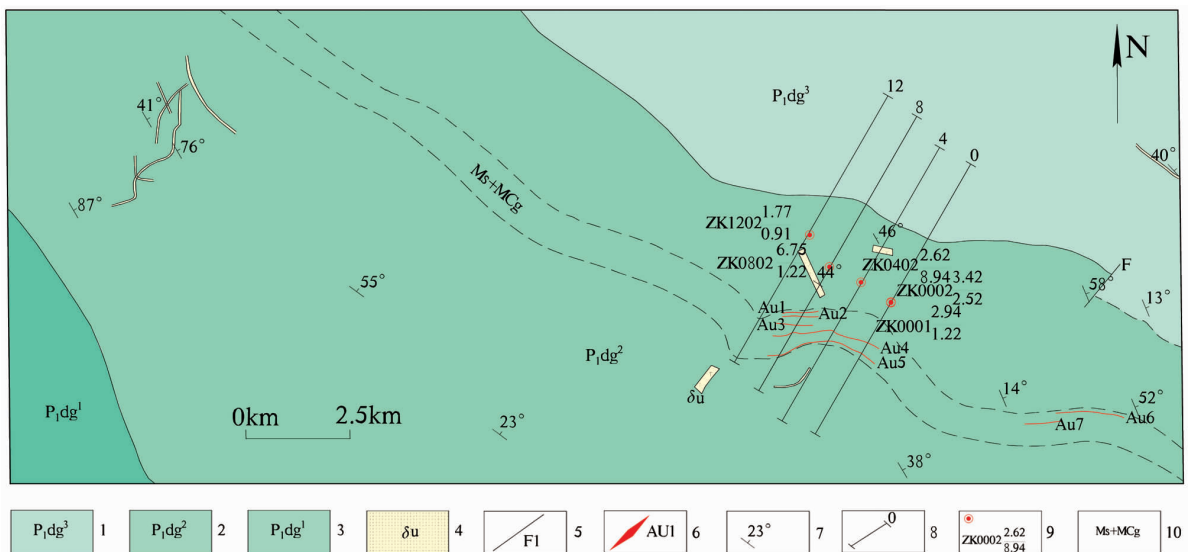 N
12
P₁dg³
8
41°
4
0
40°
76°
Ms+MCg
87°
ZK1202 1.77
0.91
46°
6.75
2.62
ZK0802
1.22
44°
ZK0402
8.94
3.42
F
58°
ZK0002
2.52
13°
55°
Au1
Au2
2.94
Au3
ZK0001
1.22
P₁dg²
Au4
Au5
P₁dg¹
δu
14°
52°
0km 2.5km
Au6
23°
Au7
38°
P₁dg³ 1
P₁dg² 2
P₁dg¹ 3
δu 4
F1 5
AU1 6
23° 7
0 8
ZK0002 2.62
8.94 9
Ms+MCg 10